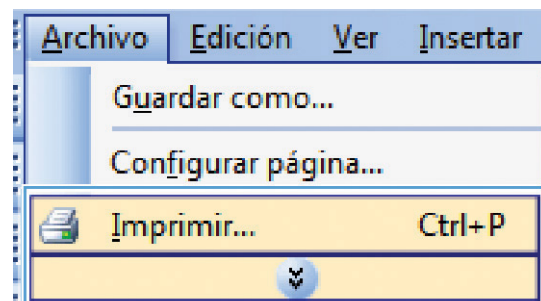 Archivo Edición Ver Insertar
Guardar como...
Configurar página...
Imprimir... Ctrl+P